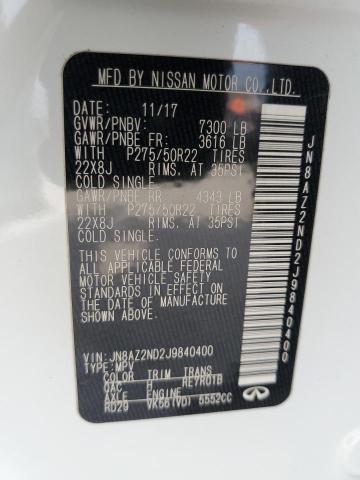 MFD BY NISSAN MOTOR CO.,LTD.
DATE: 11/17
GVWR/PNBV: 7300 LB
GAWR/PNBE FR: 3616 LB
WITH P275/50R22 TIRES
22X8J RIMS, AT 35PSI
COLD SINGLE.
GAWR/PNBE RR 4343 LB
WITH P275/50R22 TIRES
22X8J RIMS, AT 35PSI
COLD SINGLE.
THIS VEHICLE CONFORMS TO
ALL APPLICABLE FEDERAL
MOTOR VEHICLE SAFETY
STANDARDS IN EFFECT
ON THE DATE OF
MANUFACTURE SHOWN ABOVE.
VIN: JN8AZ2ND2J9840400
TYPE: MPV
COLOR TRIM TRANS
QAC H RE7R01B
AXLE ENGINE
RD29 VK56(VD) 5552CC
JN8AZ2ND2J9840400